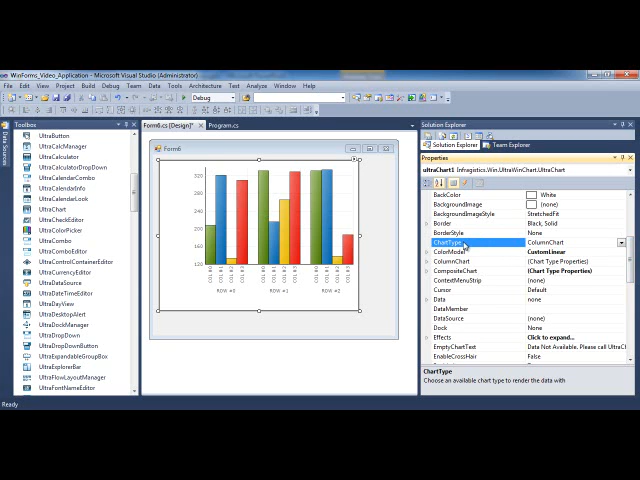 WinForms_Video_Application - Microsoft Visual Studio (Administrator)
File Edit View Project Build Debug Team Data Tools Architecture Test Analyze Window Help
Debug
Toolbox
UltraButton
UltraCalcManager
UltraCalculator
UltraCalculatorDropDown
UltraCalendarCombo
UltraCalendarInfo
UltraCalendarLook
UltraChart
UltraCheckEditor
UltraColorPicker
UltraCombo
UltraComboEditor
UltraControlContainerEditor
UltraCurrencyEditor
UltraDataSource
UltraDateTimeEditor
UltraDayView
UltraDesktopAlert
UltraDockManager
UltraDropDown
UltraDropDownButton
UltraExpandableGroupBox
UltraExplorerBar
UltraFlowLayoutManager
UltraFontNameEditor
Data Sources
Form6.cs [Design]* Program.cs
Form6
320
280
240
200
160
120
ROW #0 ROW #1 ROW #2
Solution Explorer
Solution Explorer Team Explorer
Properties
ultraChart1 Infragistics.Win.UltraWinChart.UltraChart
BackColor White
BackgroundImage (none)
BackgroundImageStyle StretchedFit
Border Black, Solid
BorderStyle None
ChartType ColumnChart
ColorModel CustomLinear
ColumnChart (Chart Type Properties)
CompositeChart (Chart Type Properties)
ContextMenuStrip (none)
Cursor Default
Data none
DataMember
DataSource (none)
Dock None
Effects Click to expand...
EmptyChartText Data Not Available. Please call UltraCh
EnableCrossHair False
ChartType
Choose an available chart type to render the data with
Ready